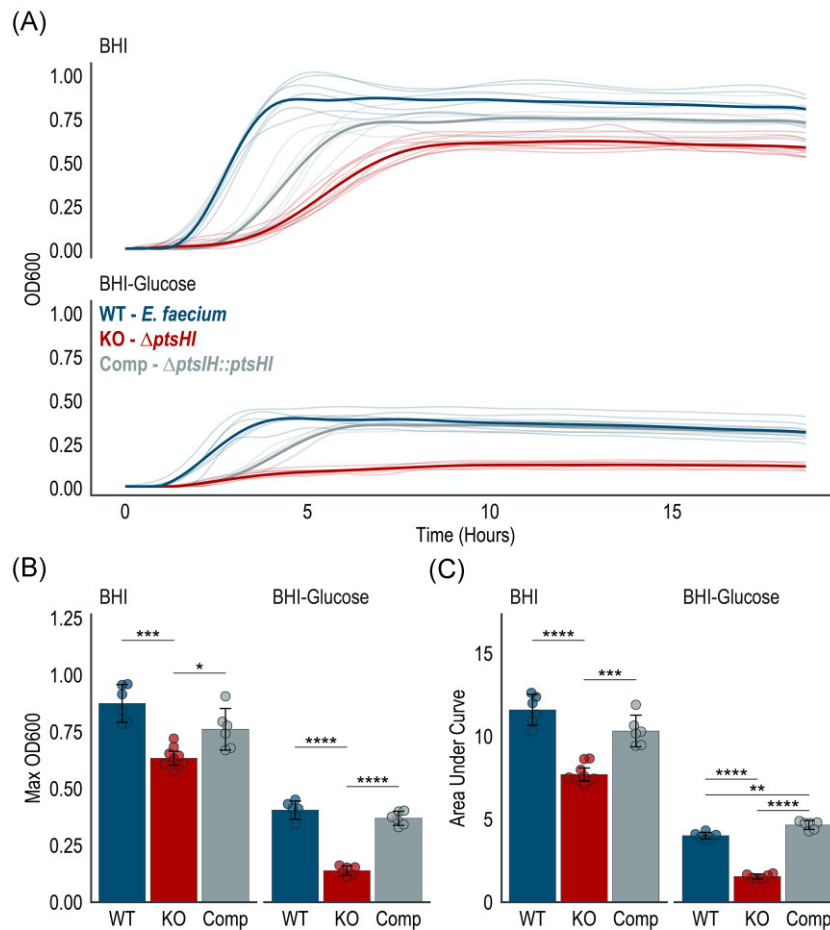 (A)
BHI
1.00
0.75
0.50
0.25
0.00
OD600
BHI-Glucose
WT - E. faecium
KO - ΔptsHI
Comp - ΔptsIH::ptsHI
1.00
0.75
0.50
0.25
0.00
0 5 10 15
Time (Hours)
(B)
BHI BHI-Glucose
1.25
1.00
0.75
0.50
0.25
0.00
Max OD600
***
*
****
****
WT KO Comp WT KO Comp
(C)
BHI BHI-Glucose
15
10
5
0
Area Under Curve
****
***
****
**
****
WT KO Comp WT KO Comp